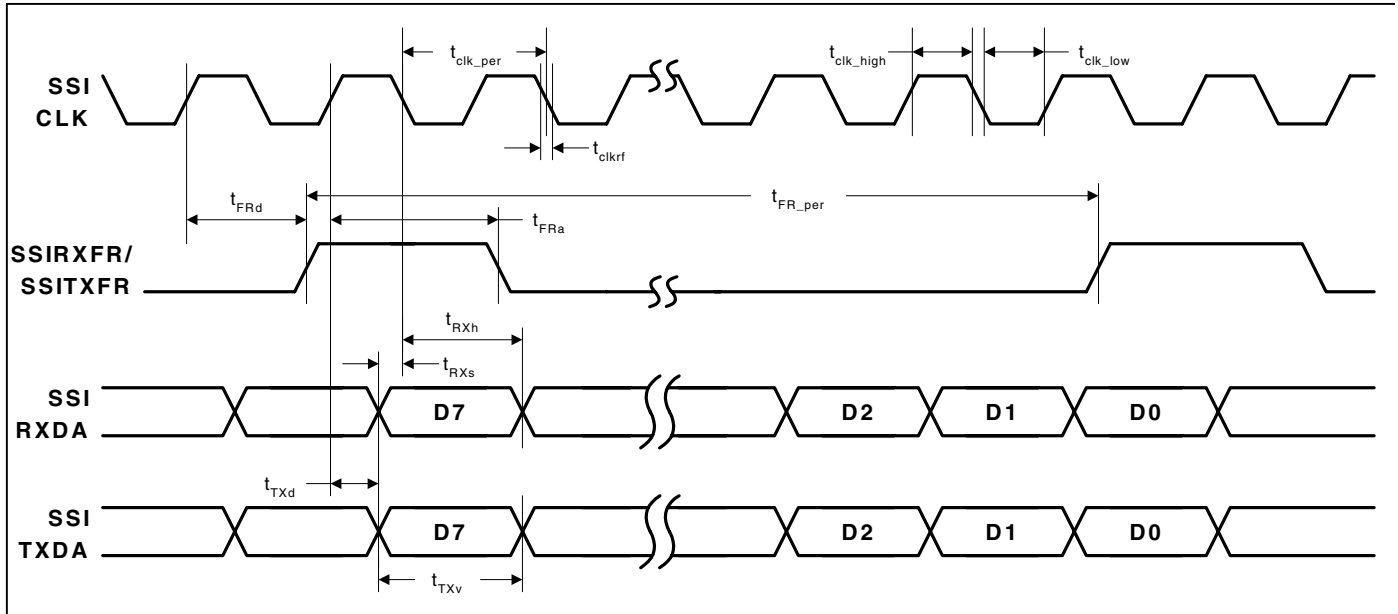 t_clk_per
t_clk_high
t_clk_low
SSI
CLK
t_clkrf
t_FRd
t_FR_per
t_FRa
SSIRXFR/
SSITXFR
t_RXh
t_RXs
SSI
RXDA
D7
D2
D1
D0
t_TXd
SSI
TXDA
D7
D2
D1
D0
t_TXv